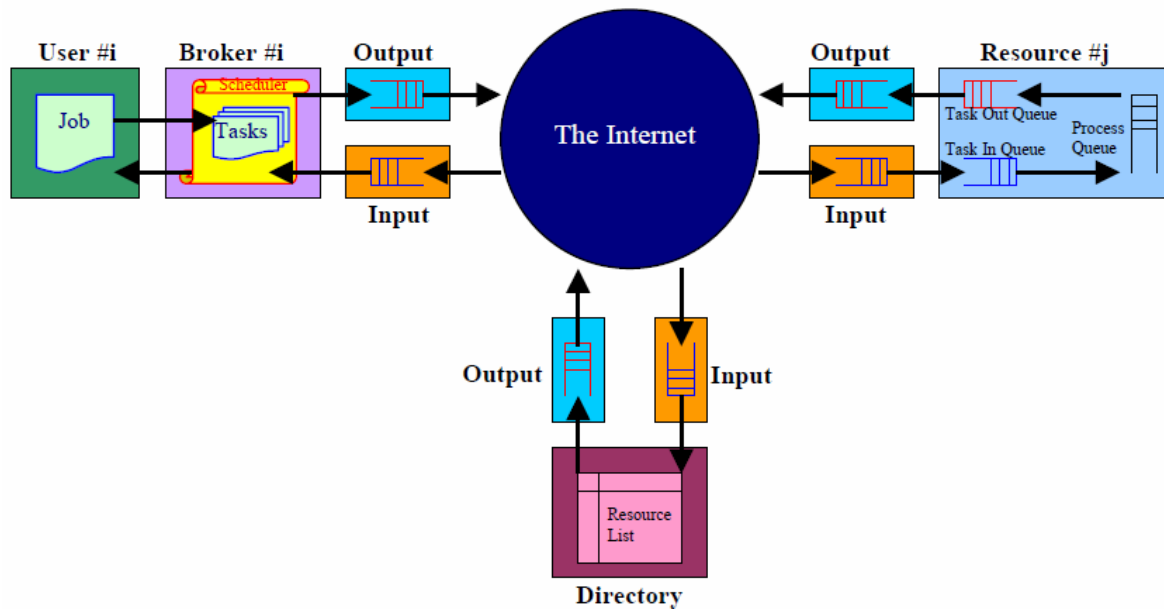 User #i
Broker #i
Output
Output
Resource #j
Scheduler
Job
Tasks
The Internet
Task Out Queue
Process
Queue
Task In Queue
Input
Input
Output
Input
Resource
List
Directory